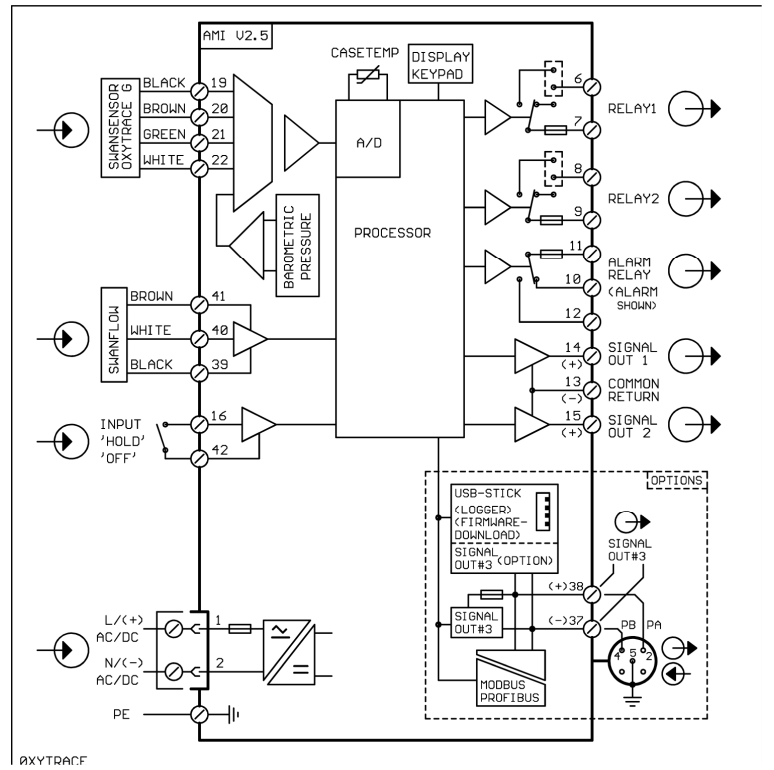 AMI V2.5
CASETEMP
DISPLAY
KEYPAD
SWANSENSOR
OXYTRACE G
BLACK 19
BROWN 20
GREEN 21
WHITE 22
A/D
PROCESSOR
BAROMETRIC
PRESSURE
6
RELAY1
7
8
RELAY2
9
11
ALARM
RELAY
10
(ALARM
SHOWN)
12
SWANFLOW
BROWN 41
WHITE 40
BLACK 39
14 SIGNAL
(+) OUT 1
13 COMMON
(-) RETURN
15 SIGNAL
(+) OUT 2
INPUT
'HOLD'
'OFF'
16
42
OPTIONS
USB-STICK
(LOGGER)
(FIRMWARE-
DOWNLOAD)
SIGNAL
OUT#3 (OPTION)
SIGNAL
OUT#3
(+)38
(-)37
SIGNAL
OUT#3
PB PA
4 5 2
MODBUS
PROFIBUS
L/(+)
AC/DC
1
N/(-)
AC/DC
2
PE
OXYTRACE